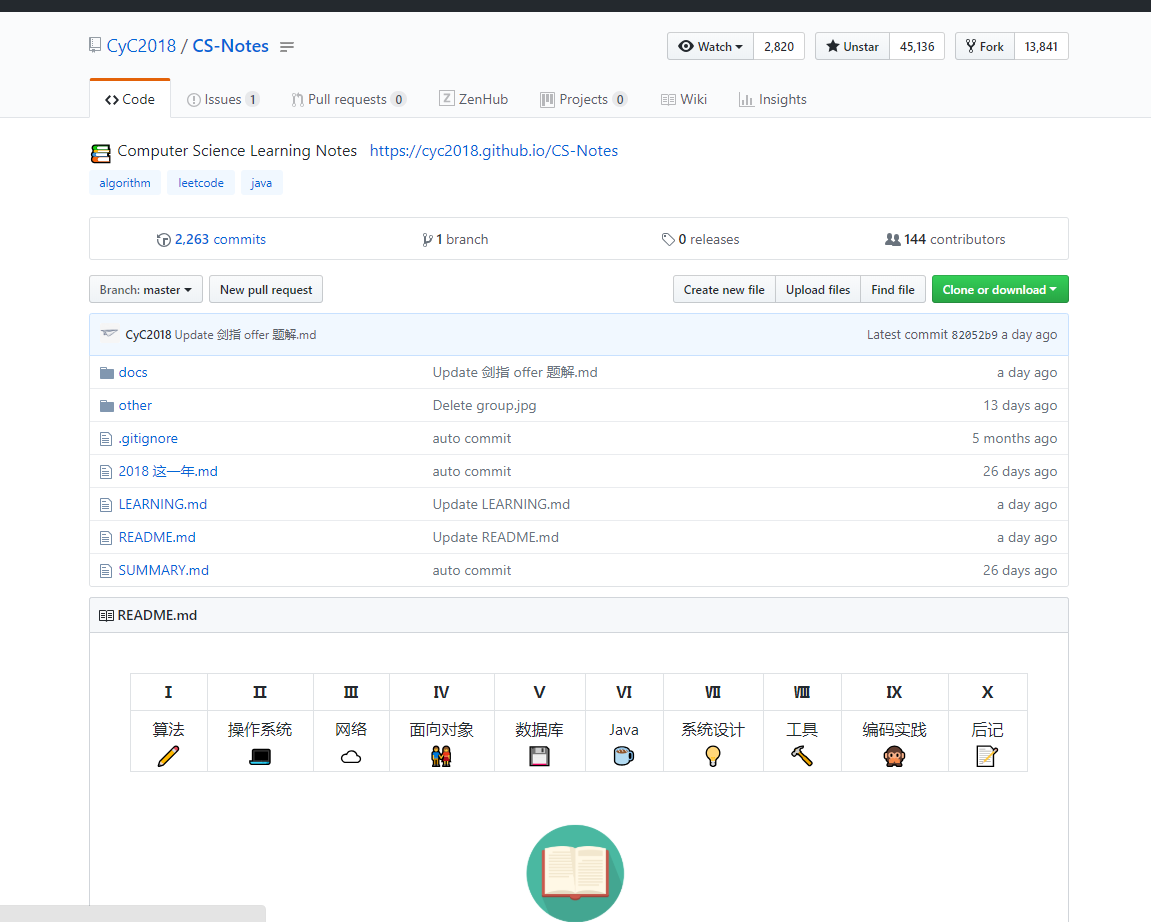 CyC2018 / CS-Notes
Watch 2,820 Unstar 45,136 Fork 13,841
Code Issues 1 Pull requests 0 ZenHub Projects 0 Wiki Insights
Computer Science Learning Notes https://cyc2018.github.io/CS-Notes
algorithm leetcode java
2,263 commits 1 branch 0 releases 144 contributors
Branch: master New pull request Create new file Upload files Find file Clone or download
CyC2018 Update 剑指 offer 题解.md Latest commit 82052b9 a day ago
docs Update 剑指 offer 题解.md a day ago
other Delete group.jpg 13 days ago
.gitignore auto commit 5 months ago
2018 这一年.md auto commit 26 days ago
LEARNING.md Update LEARNING.md a day ago
README.md Update README.md a day ago
SUMMARY.md auto commit 26 days ago
README.md
Ⅰ Ⅱ Ⅲ Ⅳ Ⅴ Ⅵ Ⅶ Ⅷ Ⅸ Ⅹ
算法 操作系统 网络 面向对象 数据库 Java 系统设计 工具 编码实践 后记